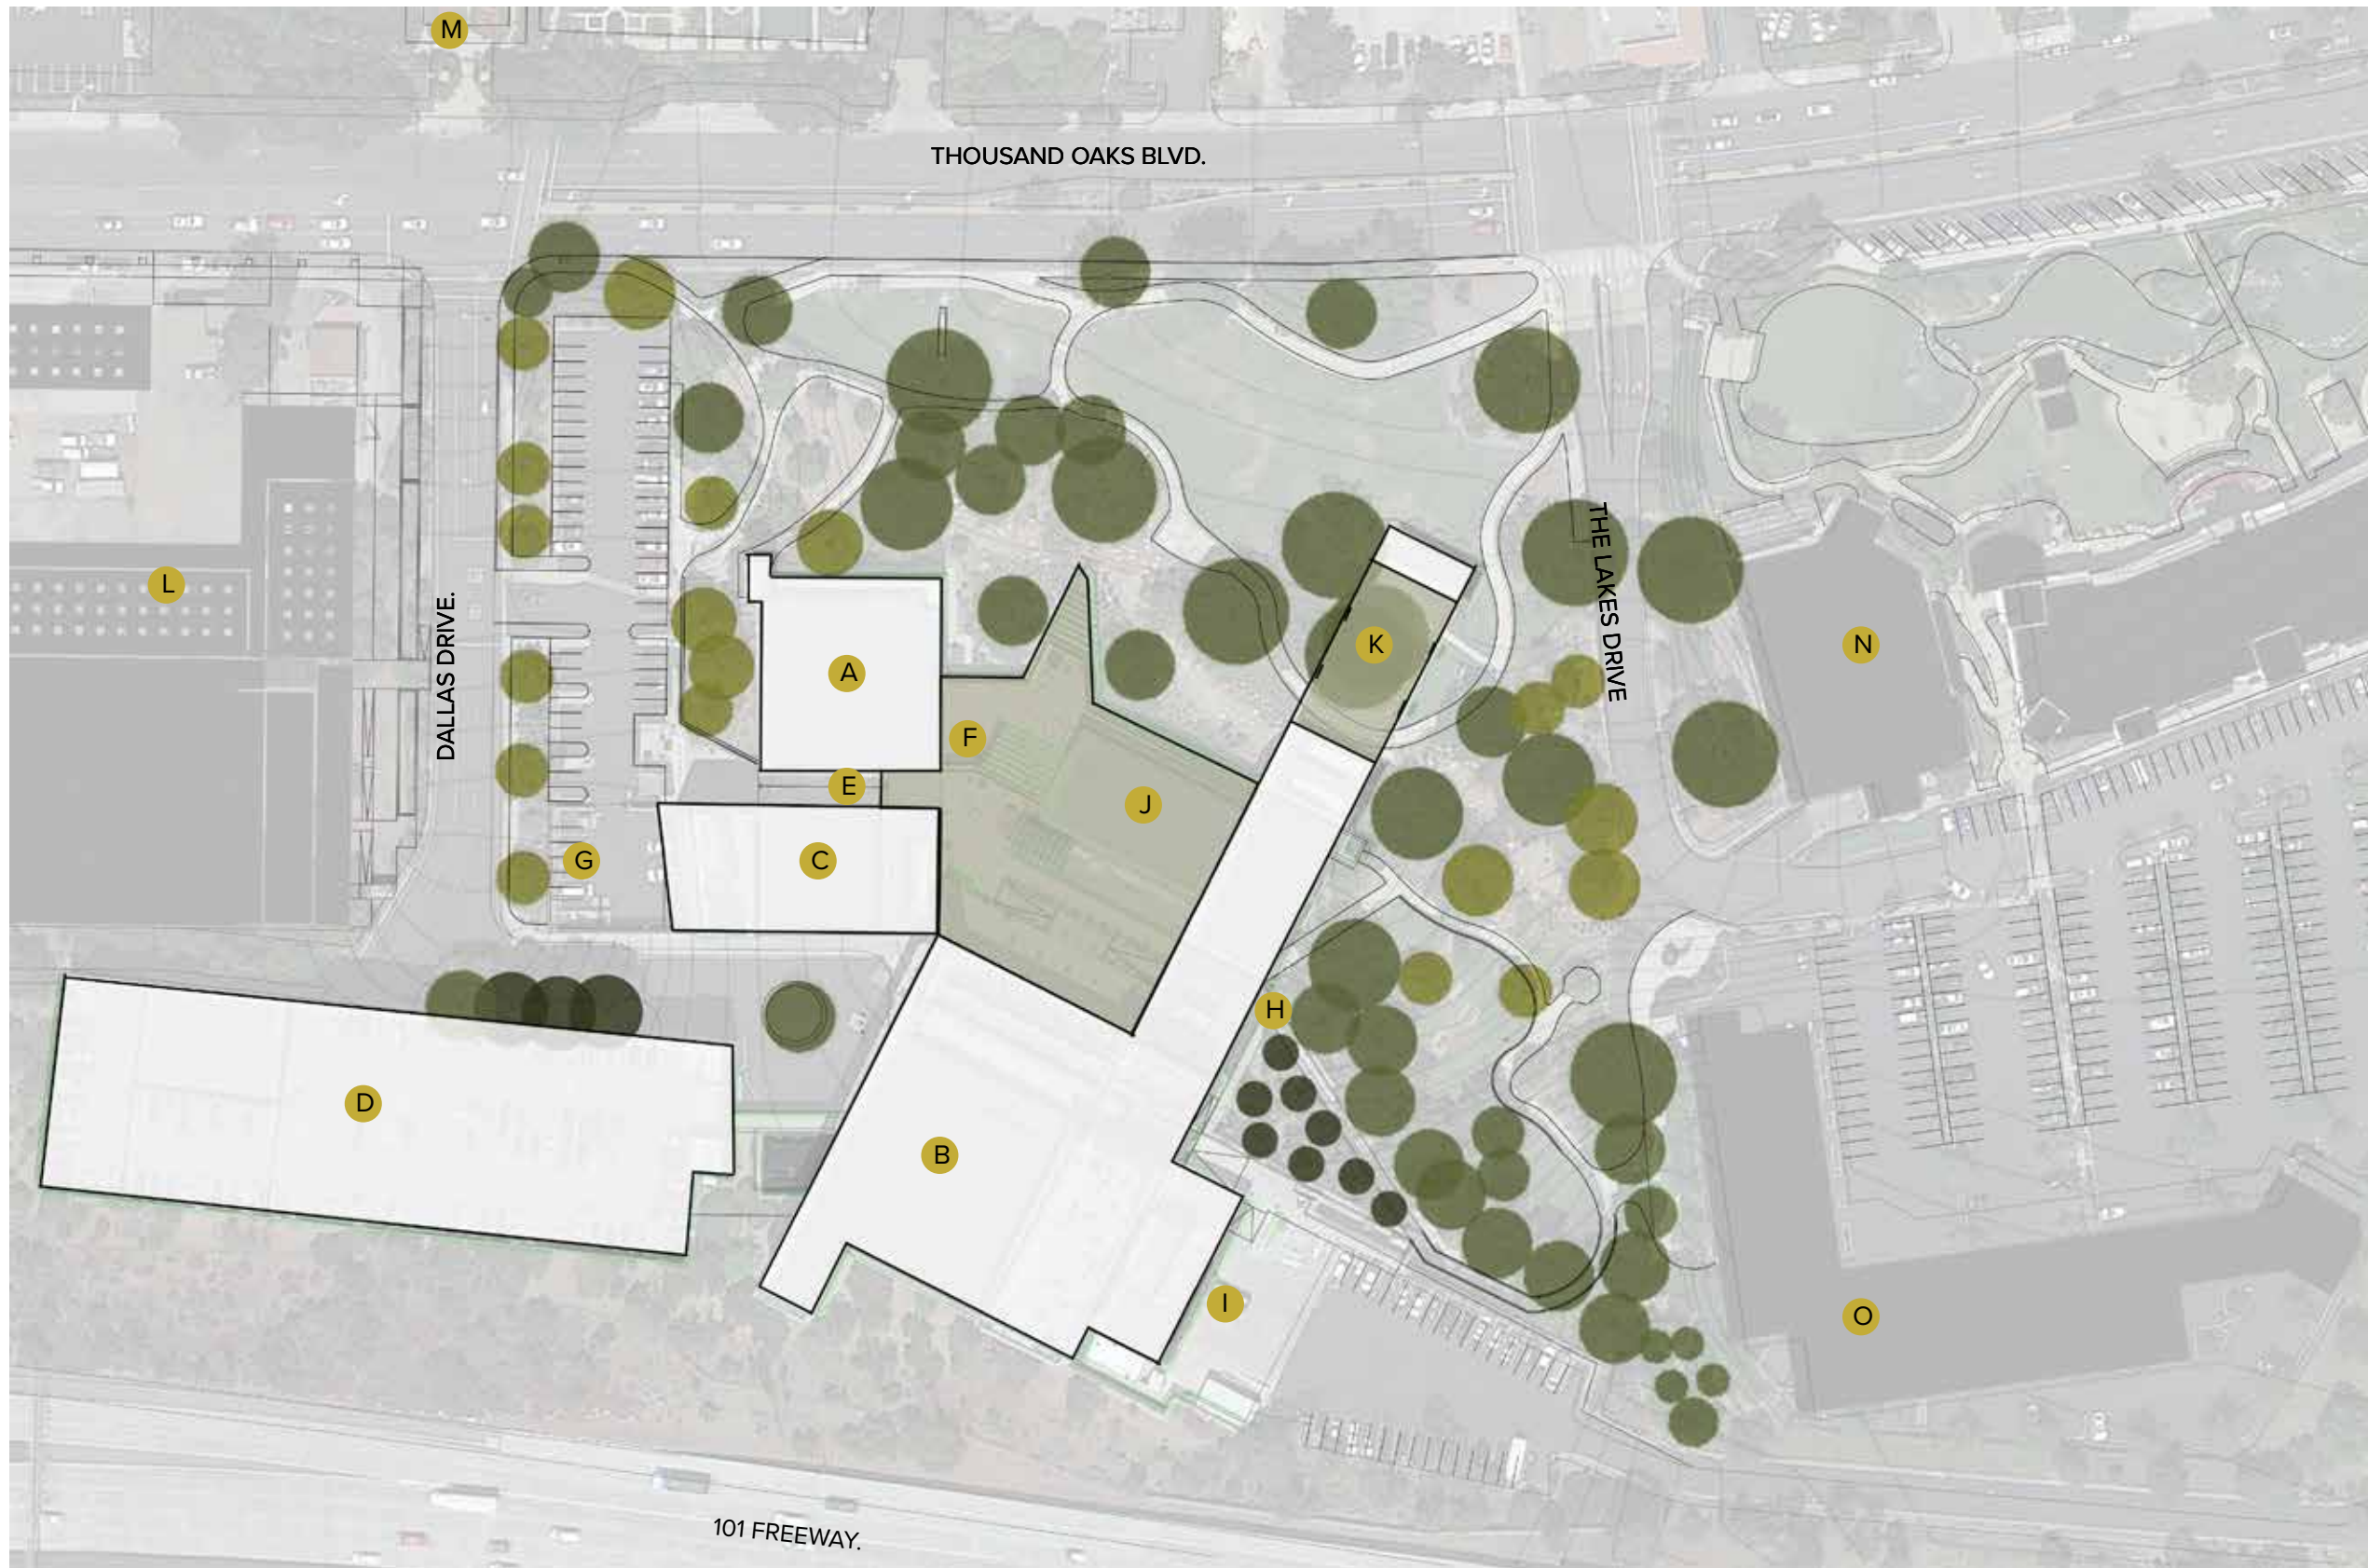 M
THOUSAND OAKS BLVD.
THE LAKES DRIVE
L
DALLAS DRIVE.
A
K
N
F
E
J
G
C
H
D
B
I
O
101 FREEWAY.